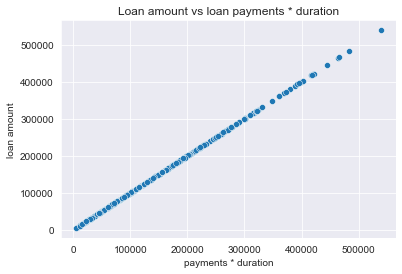 Loan amount vs loan payments * duration
500000
400000
300000
200000
100000
0
loan amount
0 100000 200000 300000 400000 500000
payments * duration